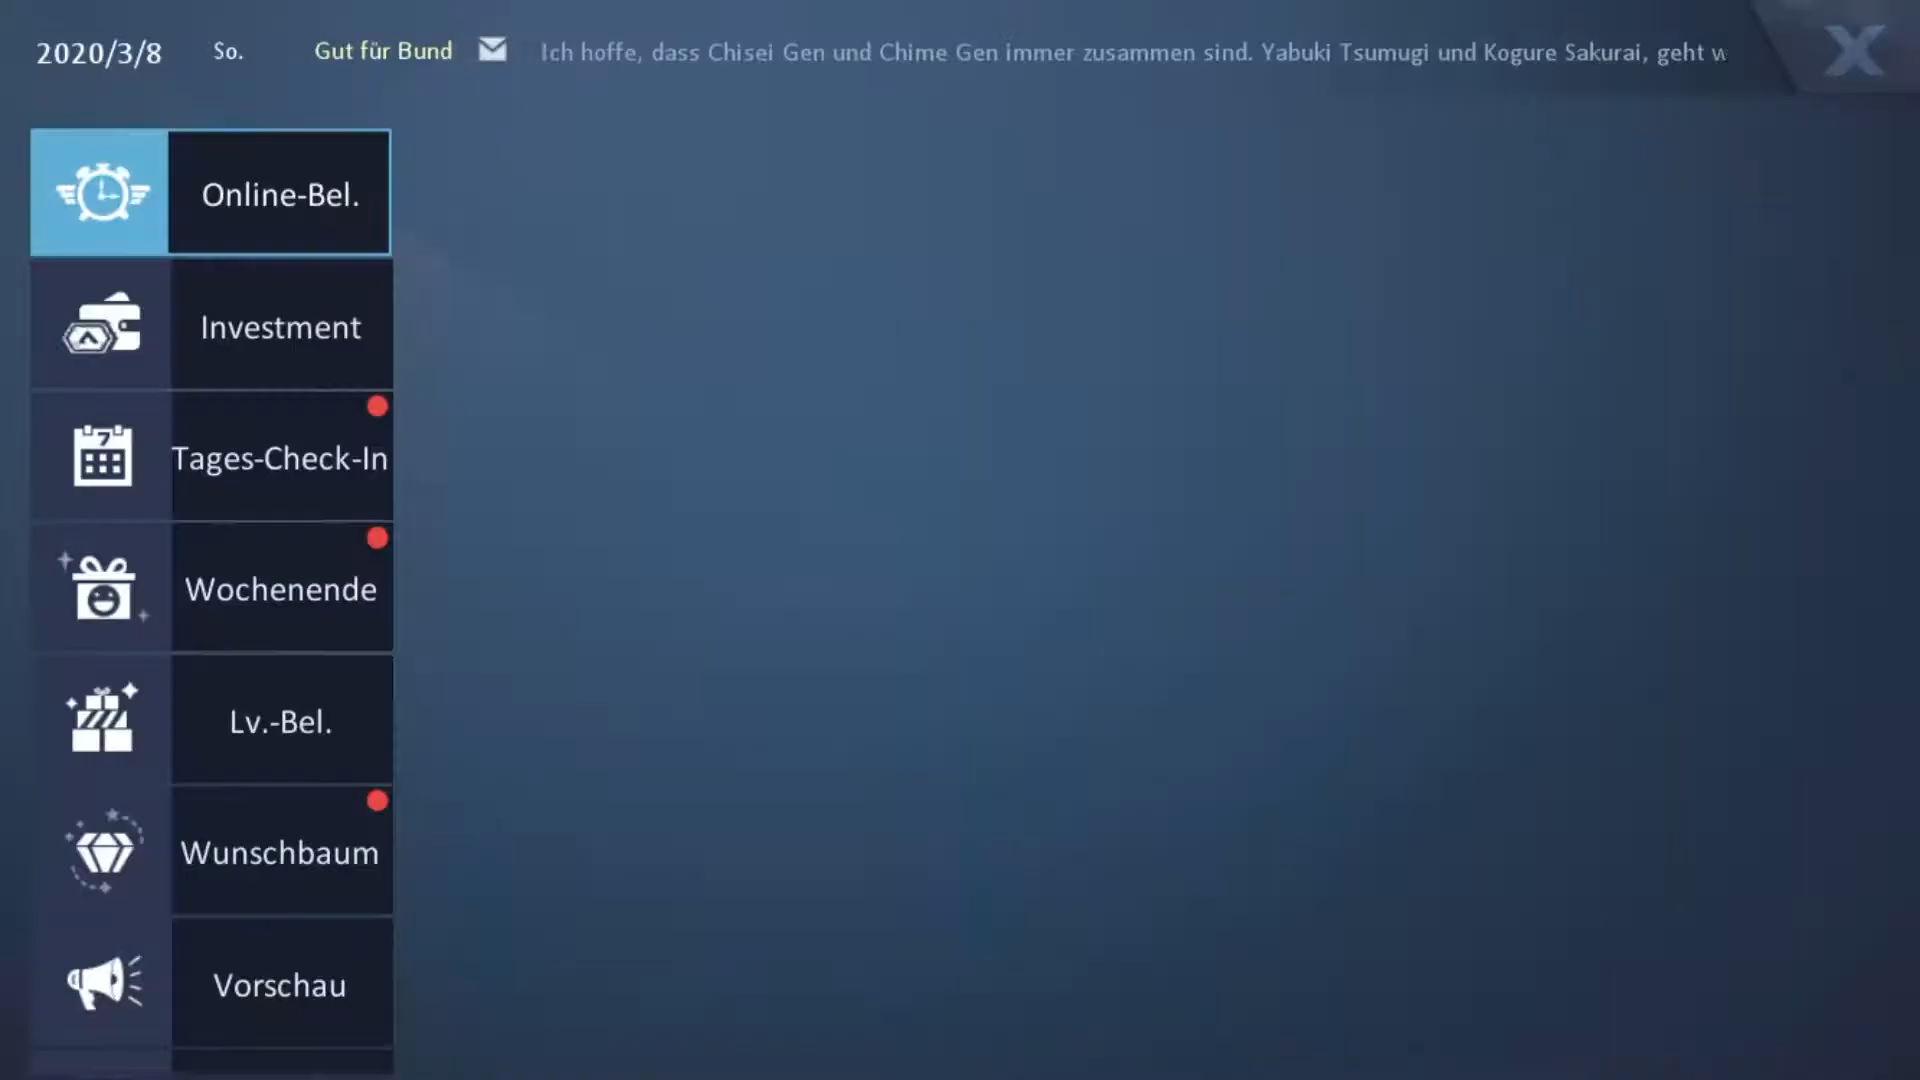 2020/3/8 So. Gut für Bund Ich hoffe, dass Chisei Gen und Chime Gen immer zusammen sind. Yabuki Tsumugi und Kogure Sakurai, geht w
Online-Bel.
Investment
7
Tages-Check-In
Wochenende
Lv.-Bel.
Wunschbaum
Vorschau